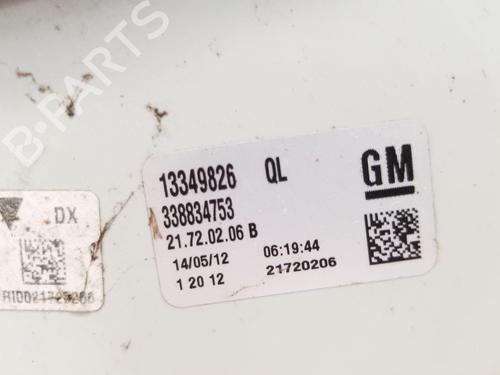 B-PARTS
13349826 QL
GM
338834753
21.72.02.06 B
14/05/12 06:19:44
1 20 12 21720206
DX